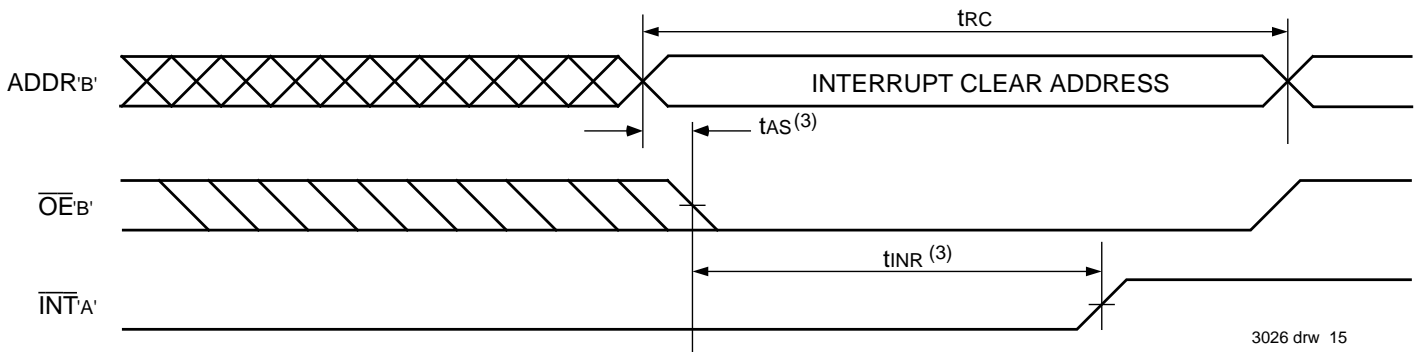 tRC
ADDR'B'
INTERRUPT CLEAR ADDRESS
tAS(3)
OE'B'
tINR (3)
INT'A'
3026 drw 15